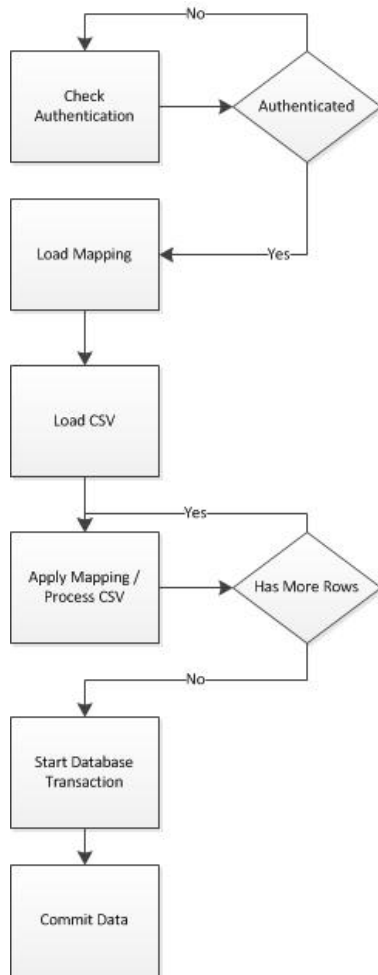 No
Check
Authentication
Authenticated
Load Mapping
Yes
Load CSV
Yes
Apply Mapping /
Process CSV
Has More Rows
No
Start Database
Transaction
Commit Data